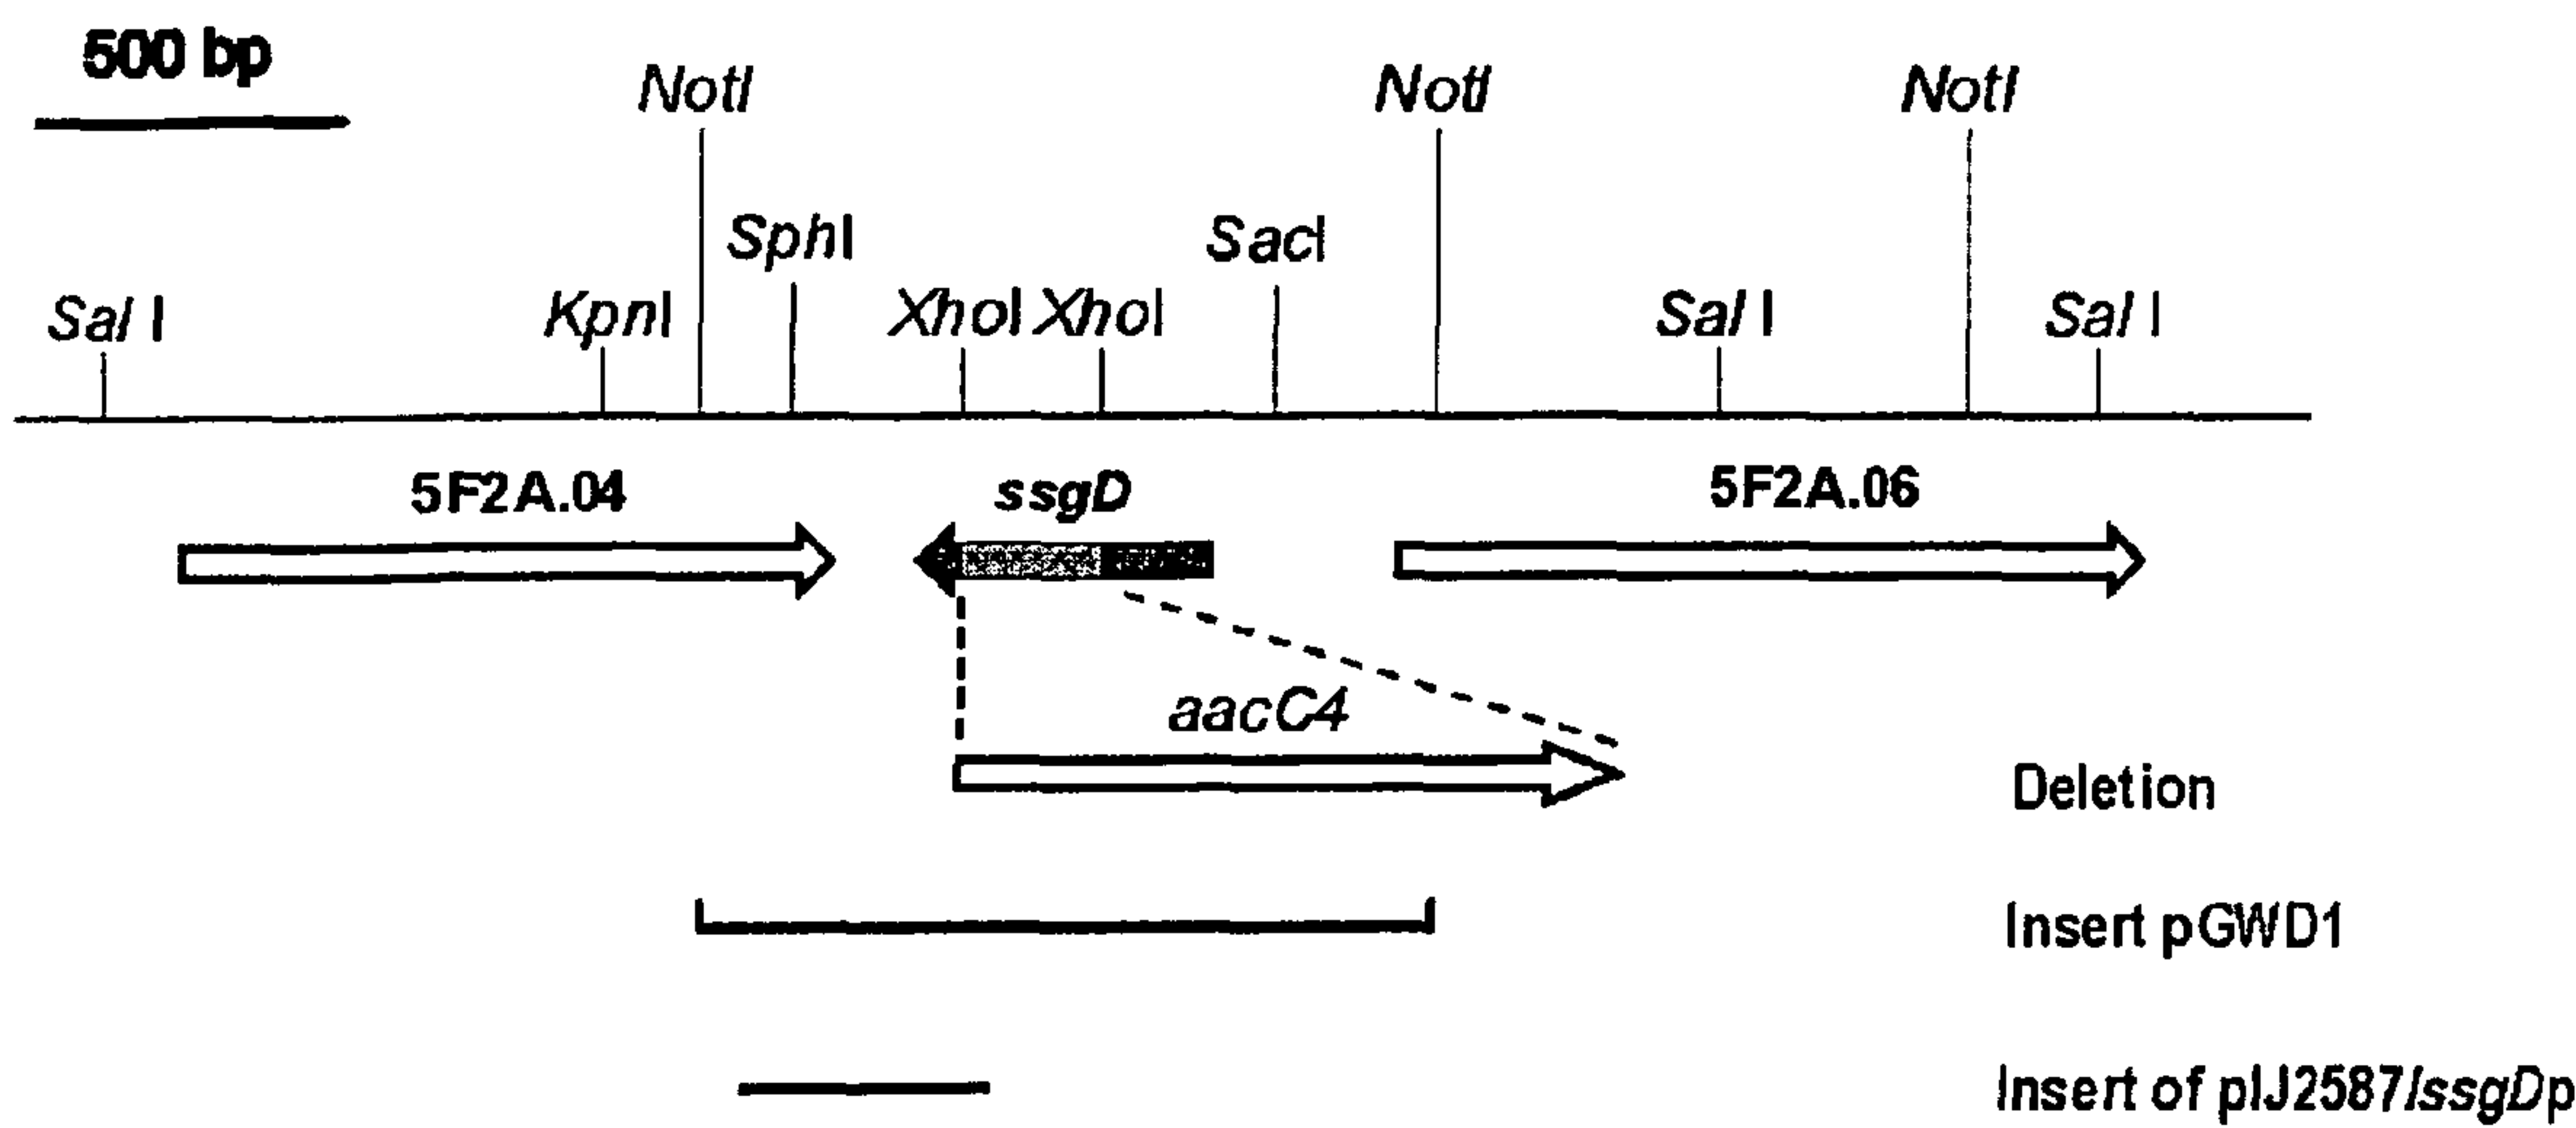 500 bp
NotI NotI NotI
SphI SacI
Sal I KpnI XhoI XhoI Sal I Sal I
5F2A.04 ssgD 5F2A.06
aacC4
Deletion
Insert pGWD1
Insert of pIJ2587/ssgDp